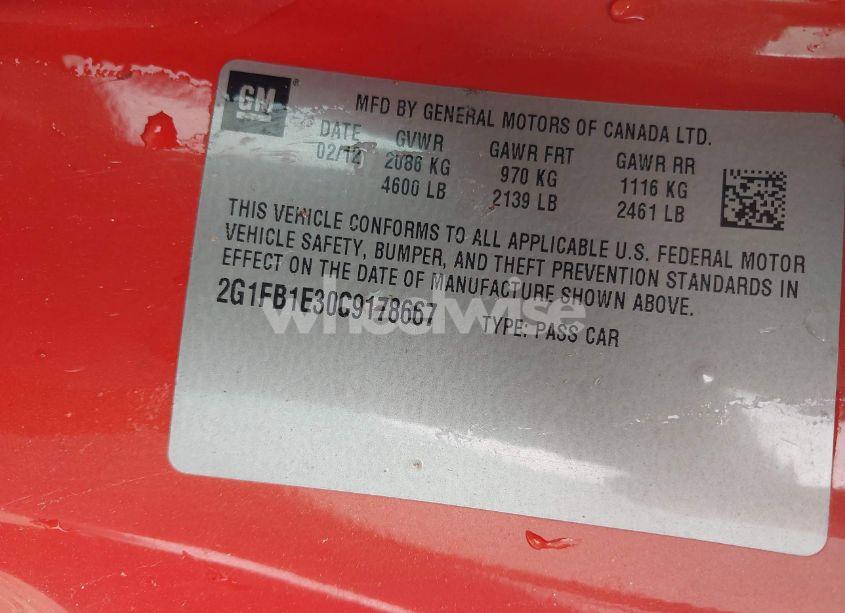 GM
MFD BY GENERAL MOTORS OF CANADA LTD.
DATE GVWR GAWR FRT GAWR RR
02/12 2086 KG 970 KG 1116 KG
4600 LB 2139 LB 2461 LB
THIS VEHICLE CONFORMS TO ALL APPLICABLE U.S. FEDERAL MOTOR
VEHICLE SAFETY, BUMPER, AND THEFT PREVENTION STANDARDS IN
EFFECT ON THE DATE OF MANUFACTURE SHOWN ABOVE.
2G1FB1E30C9178667 TYPE: PASS CAR
wheelwise